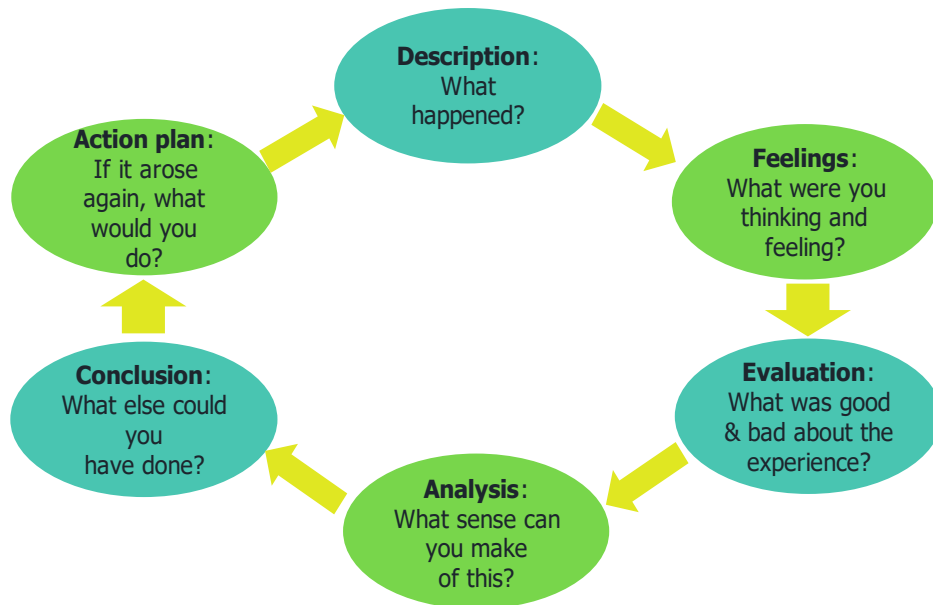 Description:
What
happened?
Feelings:
What were you
thinking and
feeling?
Evaluation:
What was good
& bad about the
experience?
Analysis:
What sense can
you make
of this?
Conclusion:
What else could
you
have done?
Action plan:
If it arose
again, what
would you
do?